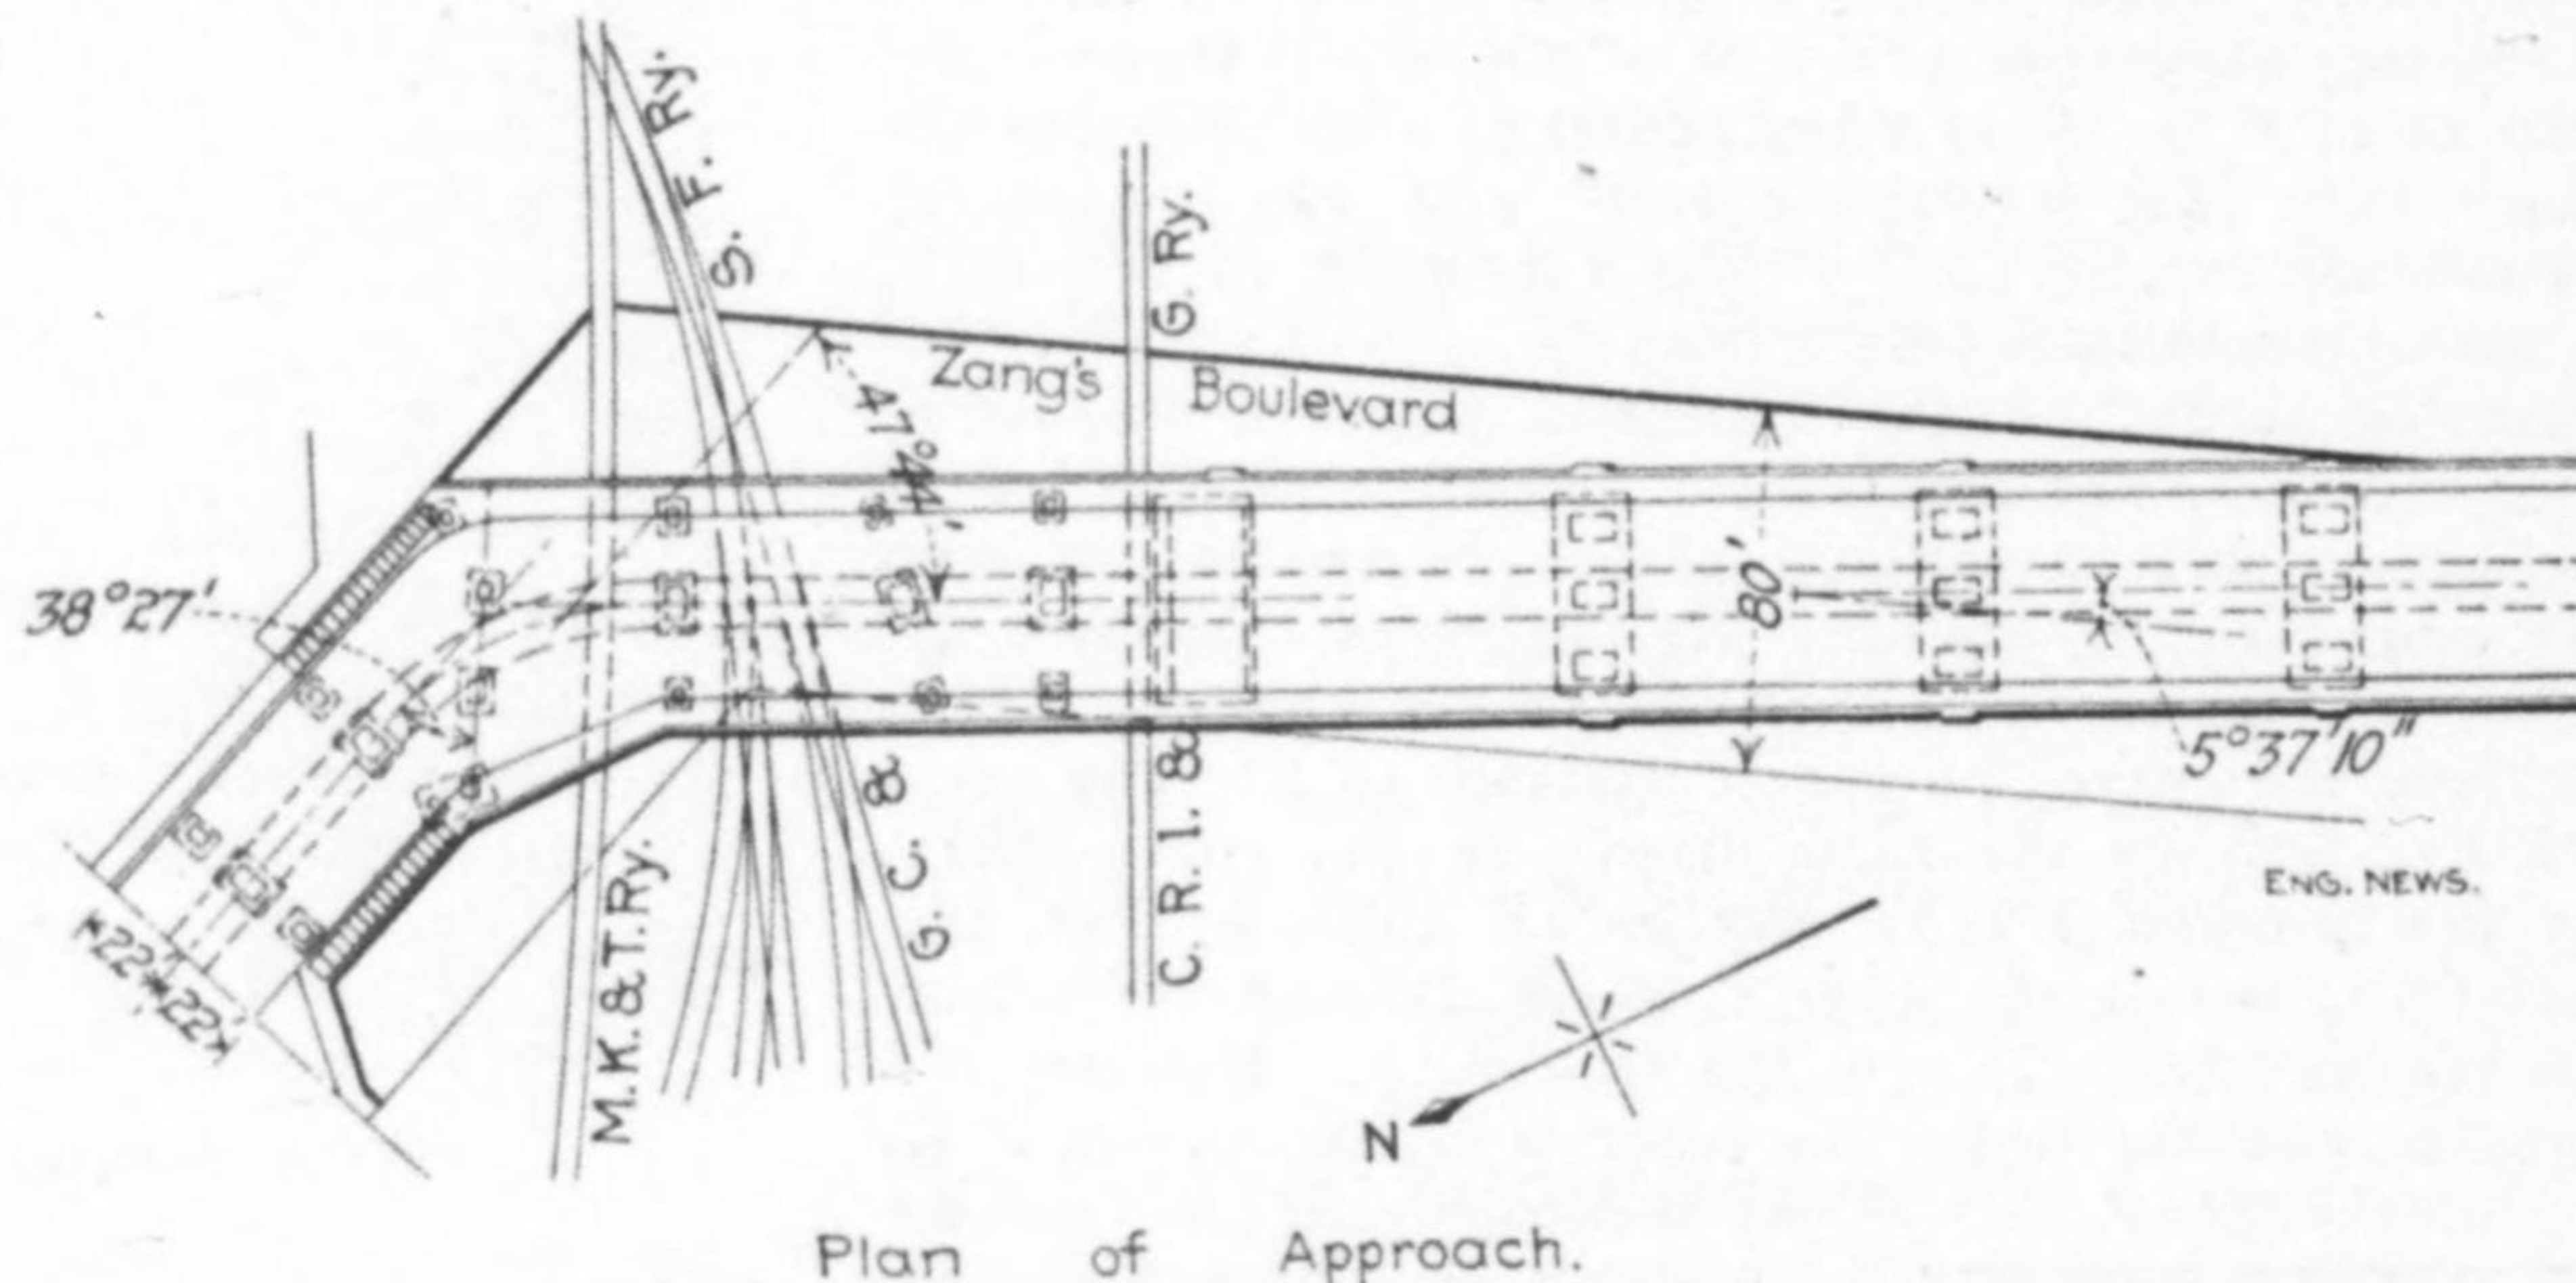 S. F. Ry.
G. Ry.
Zang's Boulevard
47°44'
38°27'
80'
5°37'10"
22' 22'
M.K.&T.Ry.
G. C. &
C. R. I. &
ENG. NEWS.
N
Plan of Approach.